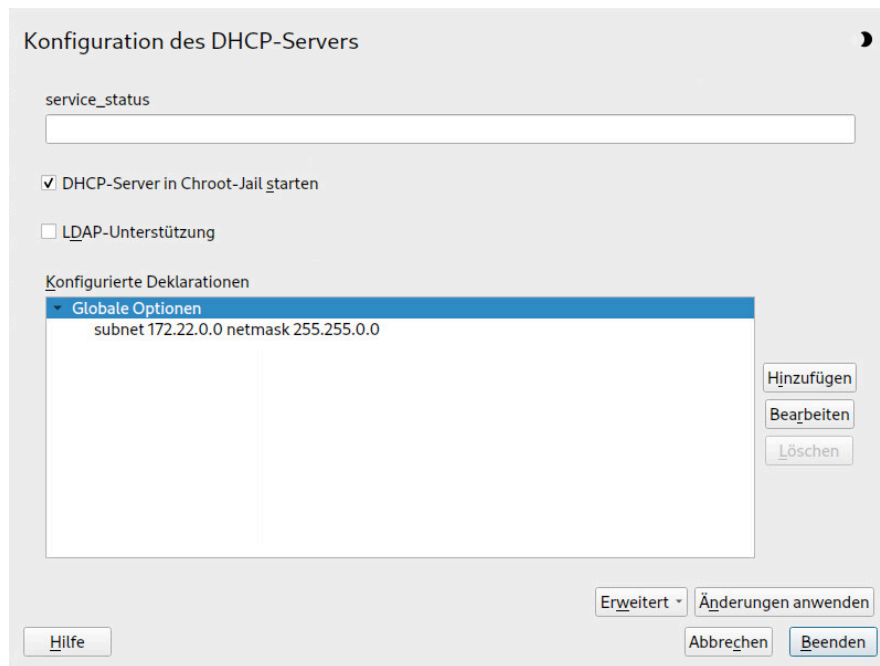 Konfiguration des DHCP-Servers
service_status
DHCP-Server in Chroot-Jail starten
LDAP-Unterstützung
Konfigurierte Deklarationen
Globale Optionen
subnet 172.22.0.0 netmask 255.255.0.0
Hinzufügen
Bearbeiten
Löschen
Erweitert
Änderungen anwenden
Hilfe
Abbrechen
Beenden